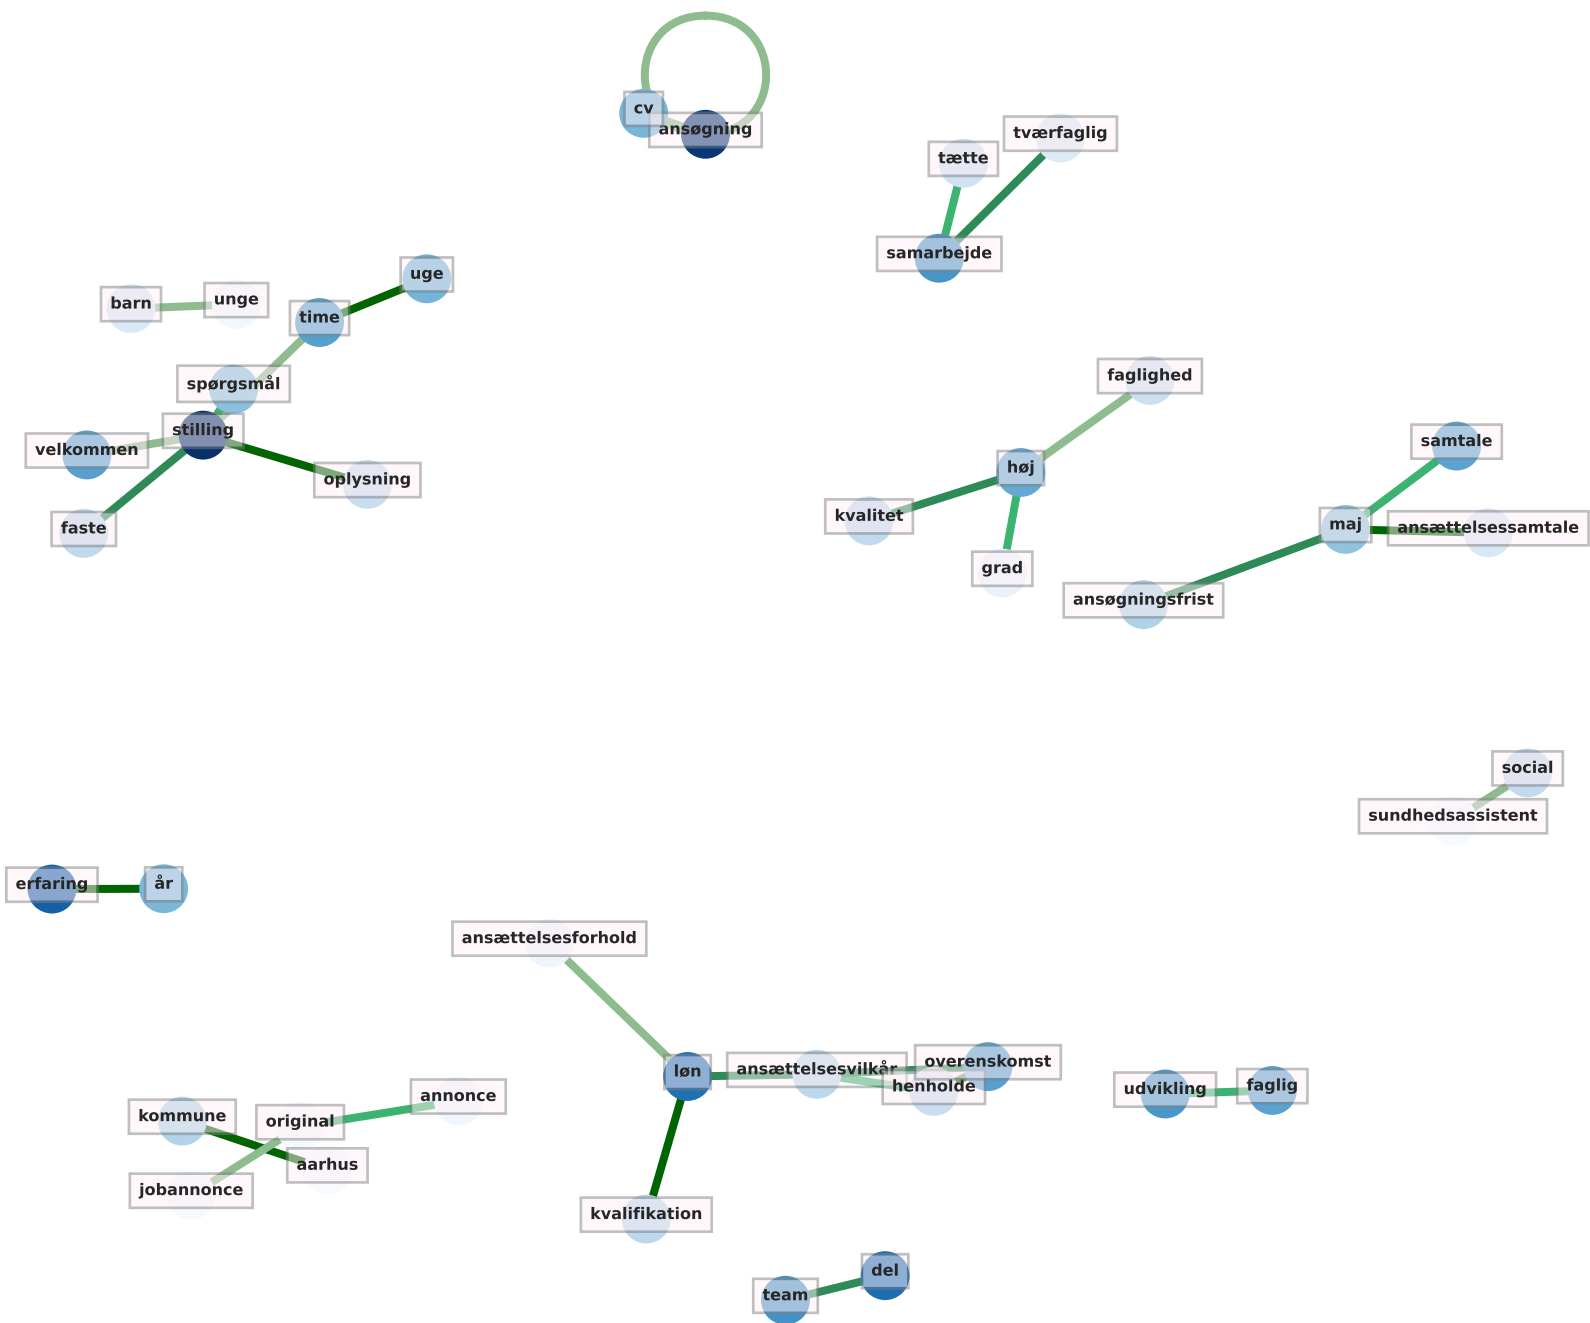 cv
ansøgning
tværfaglig
tætte
samarbejde
uge
barn
unge
time
spørgsmål
stilling
velkommen
oplysning
faste
faglighed
høj
kvalitet
grad
samtale
maj
ansættelsessamtale
ansøgningsfrist
social
sundhedsassistent
erfaring
år
ansættelsesforhold
løn
ansættelsesvilkår
overenskomst
henholde
udvikling
faglig
annonce
kommune
original
aarhus
jobannonce
kvalifikation
del
team